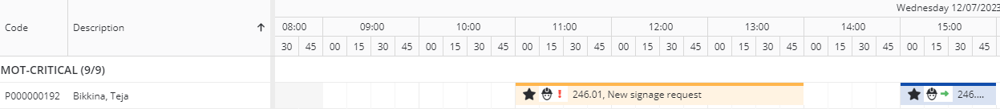 Wednesday 12/07/2023
Code Description 08:00 09:00 10:00 11:00 12:00 13:00 14:00 15:00
30 45 00 15 30 45 00 15 30 45 00 15 30 45 00 15 30 45 00 15 30 45 00 15 30 45 00 15 30 45
MOT-CRITICAL (9/9)
P000000192 Bikkina, Teja 246.01, New signage request 246....